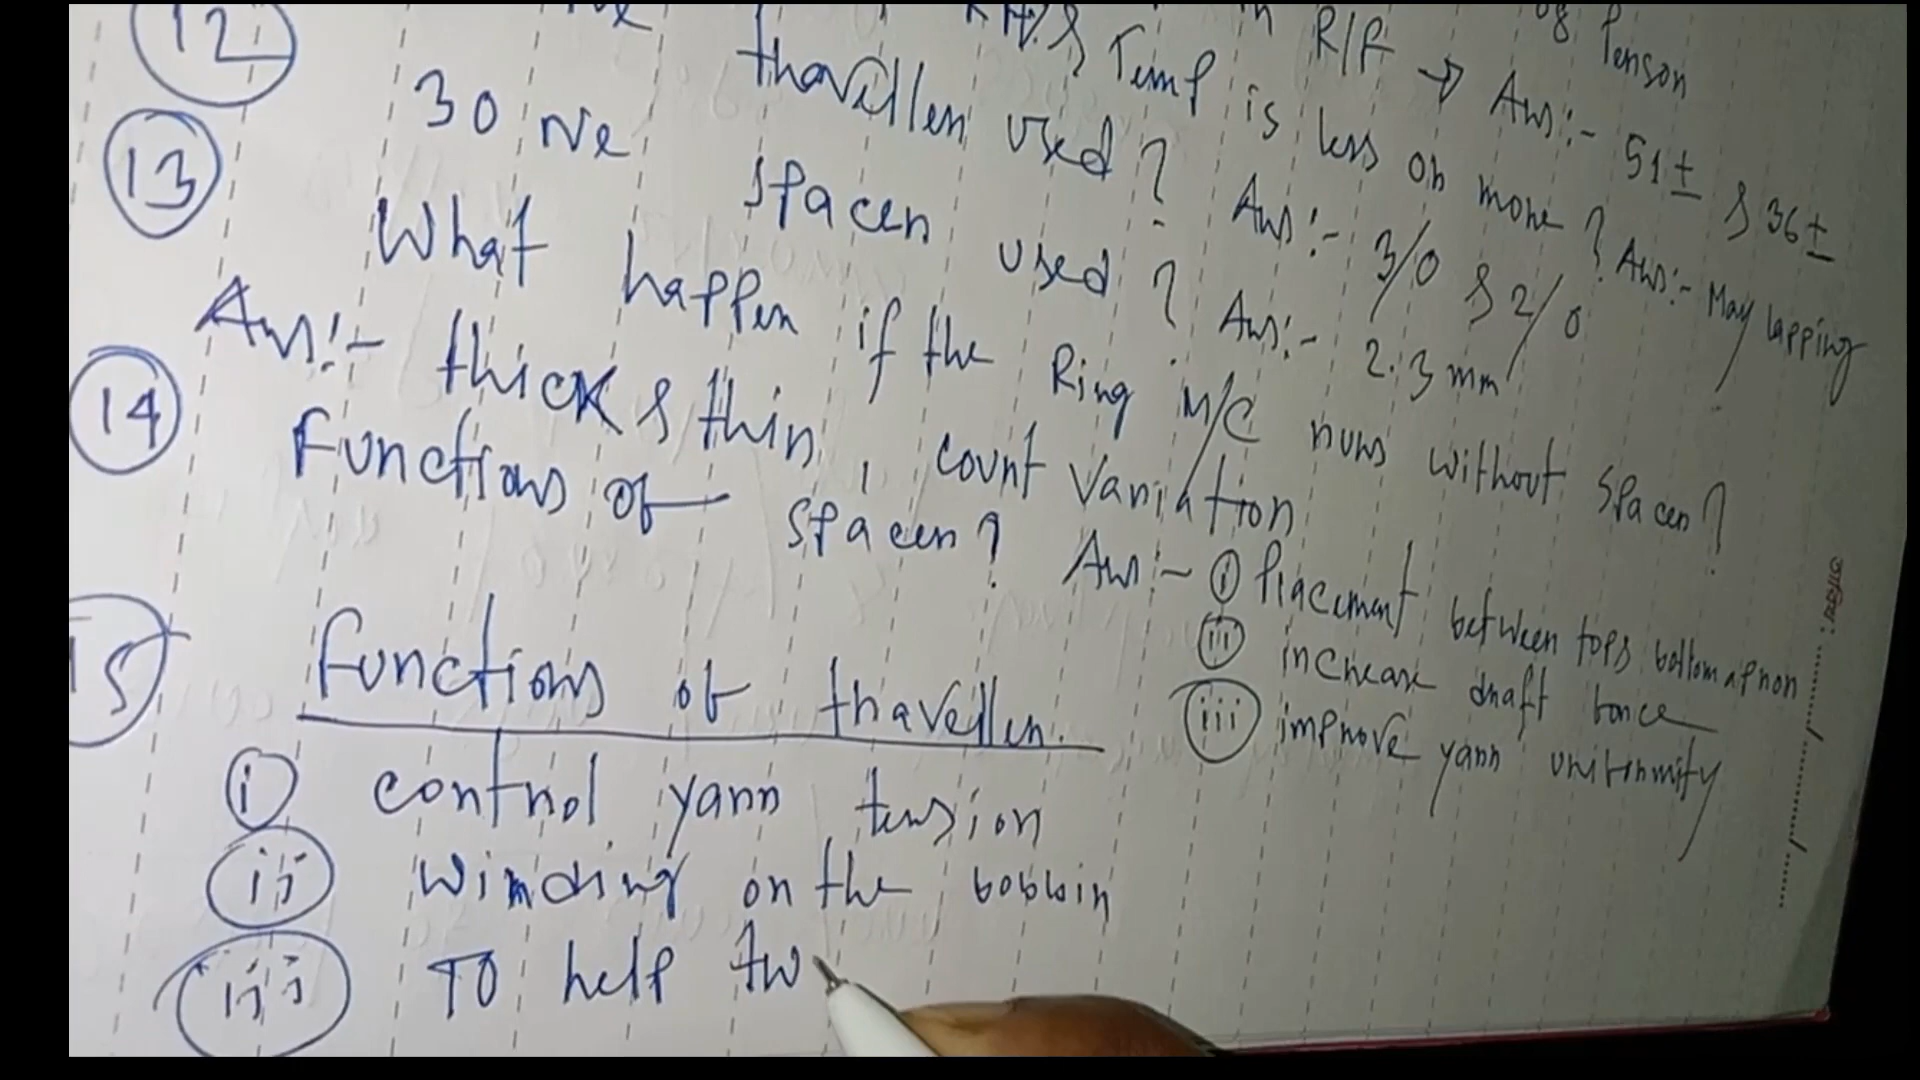 R/F → Ans:- 51± & 36±
Temp is less or more? Ans:- May lapping
12 traveller used? Ans:- 3/0 & 2/0
13 30 Ne spacer used? Ans:- 2.3 mm
What happen if the Ring M/C runs without spacer?
Ans:- thick & thin, count variation
14 Functions of spacer? Ans:- i Placement between top & bottom apron
iii increase draft force
iii improve yarn uniformity
15 Functions of traveller
i control yarn tension
ii winding on the bobbin
iii TO help tw